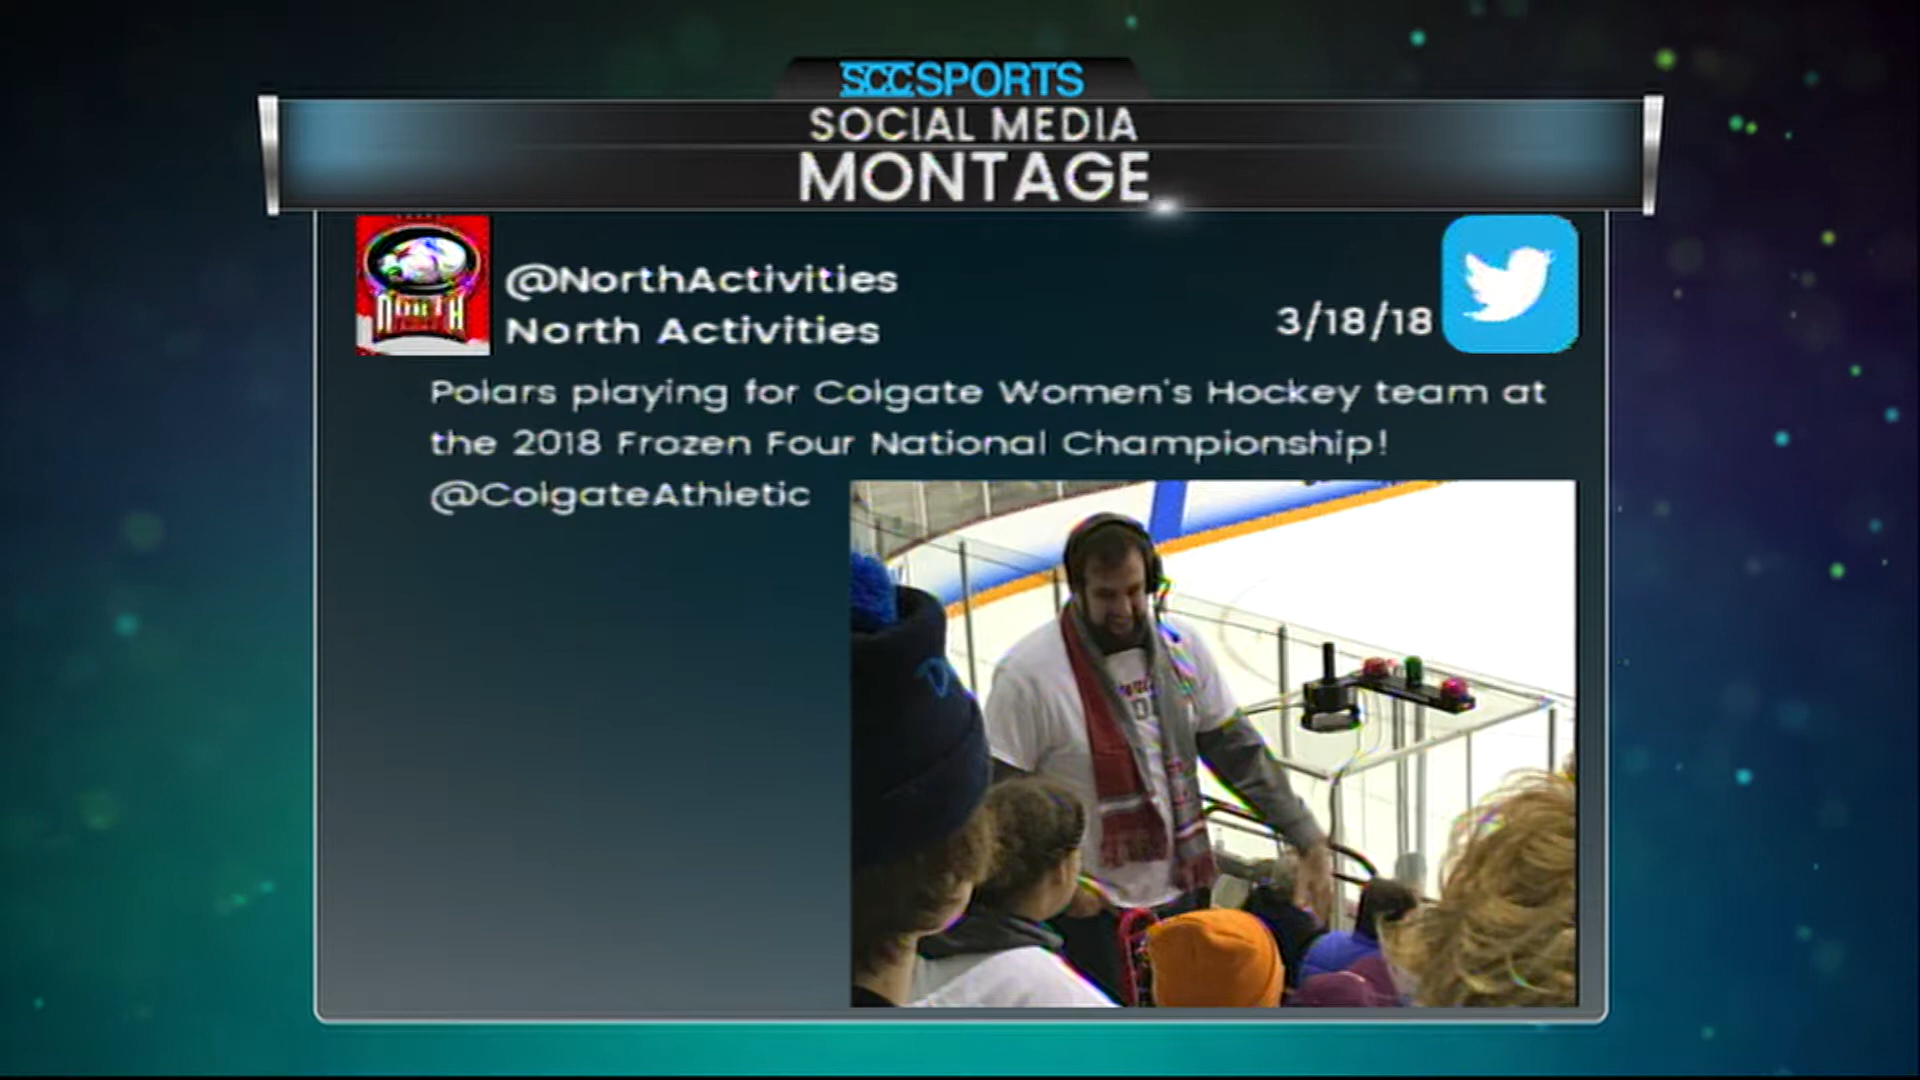 SCCSPORTS
SOCIAL MEDIA
MONTAGE
NORTH
@NorthActivities
North Activities
3/18/18
Polars playing for Colgate Women's Hockey team at
the 2018 Frozen Four National Championship!
@ColgateAthletic